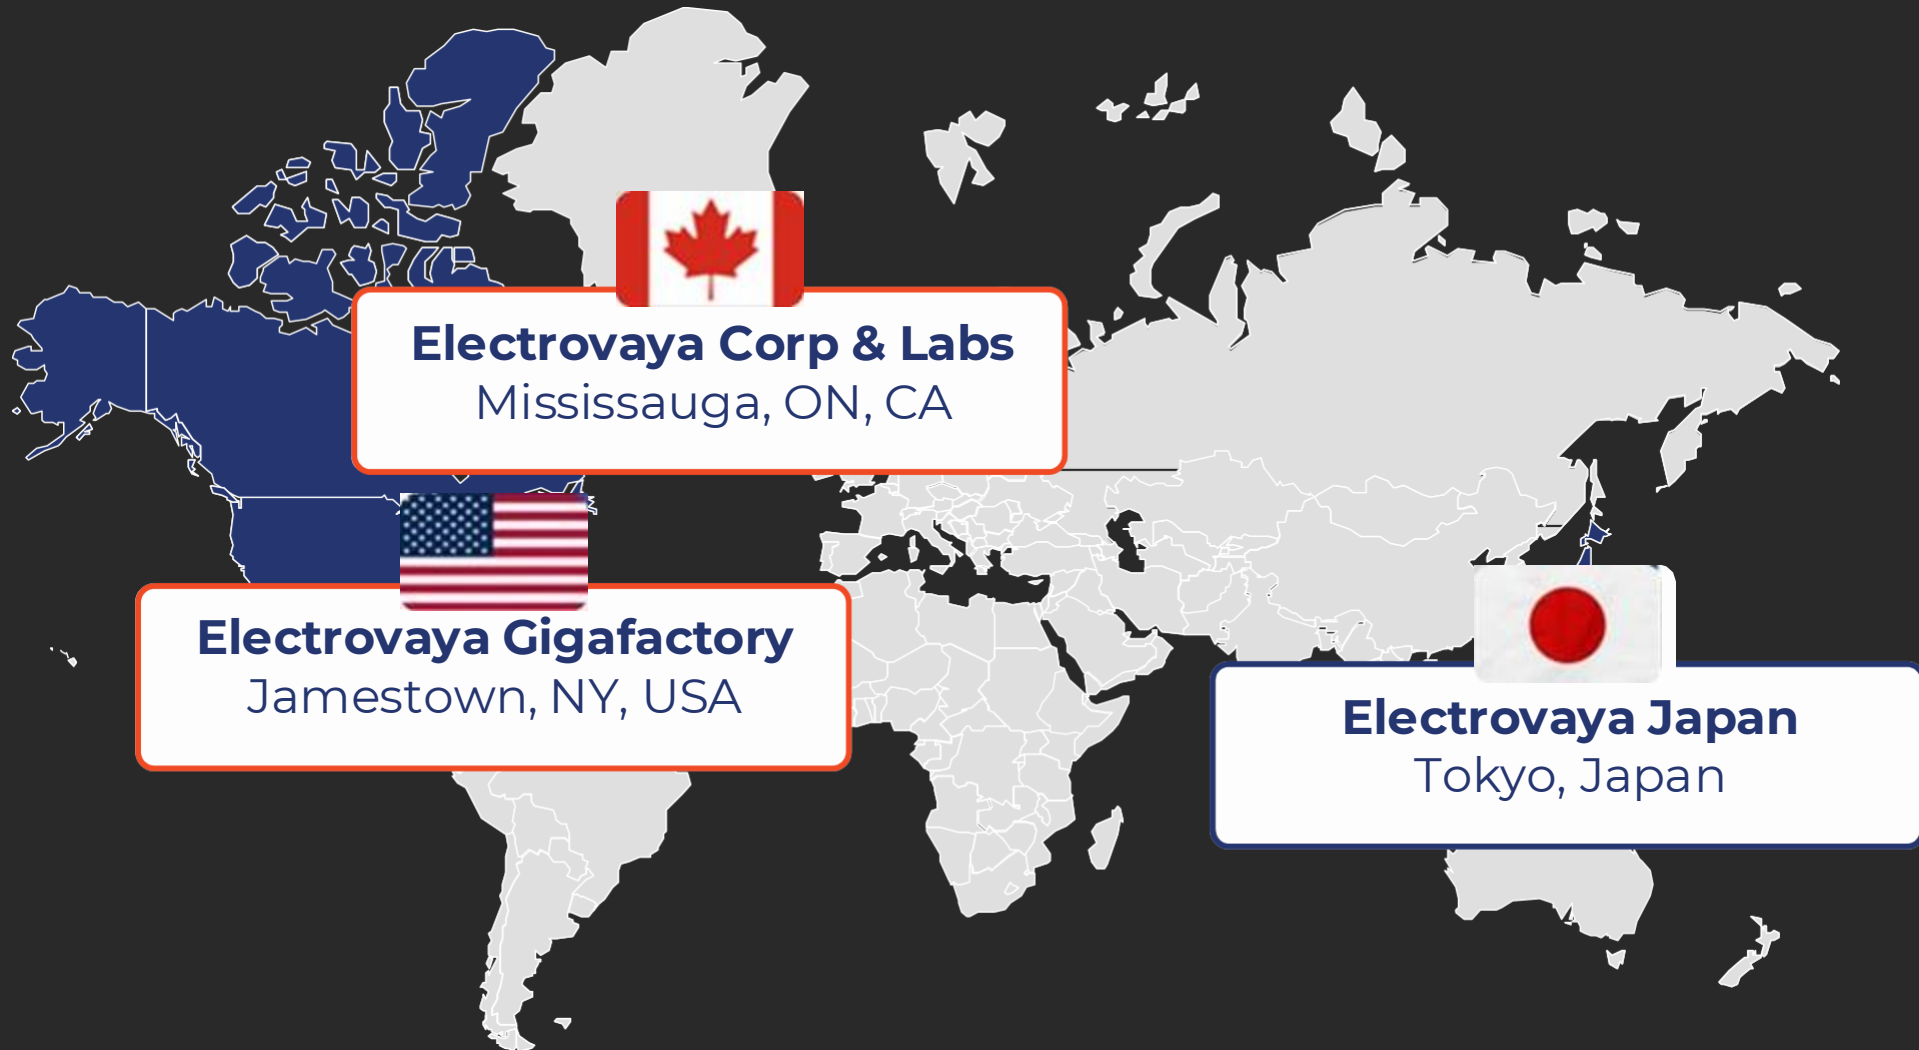 Electrovaya Corp & Labs
Mississauga, ON, CA
Electrovaya Gigafactory
Jamestown, NY, USA
Electrovaya Japan
Tokyo, Japan